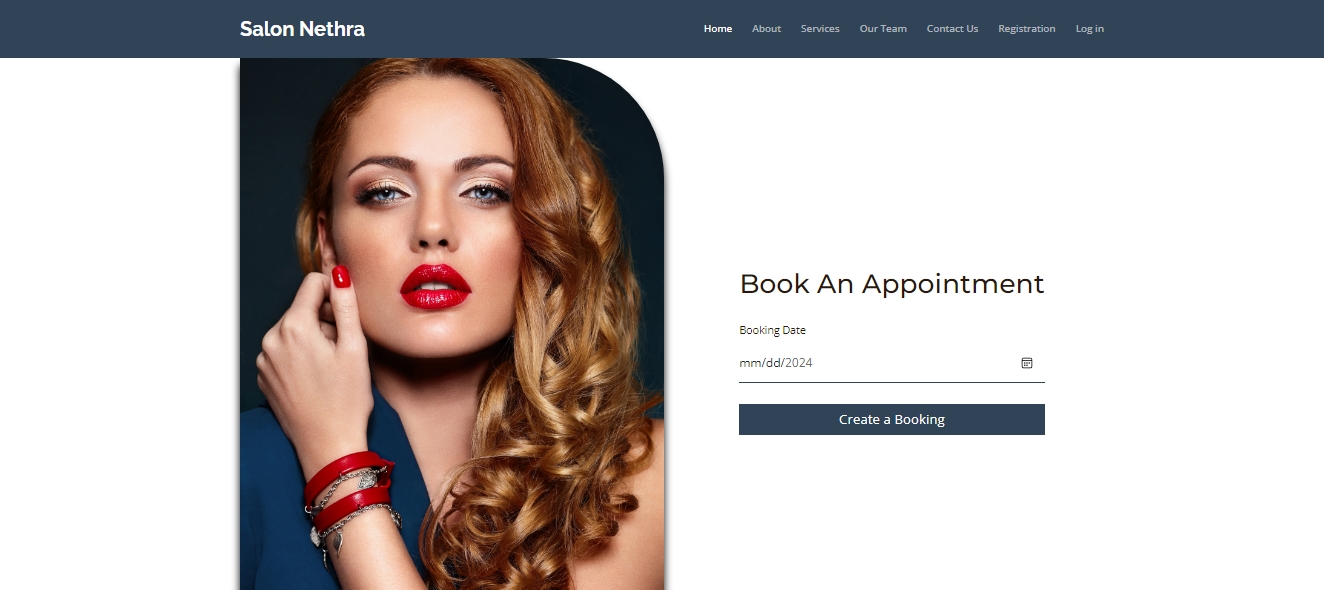 Salon Nethra
Home About Services Our Team Contact Us Registration Log in
Book An Appointment
Booking Date
mm/dd/2024
Create a Booking